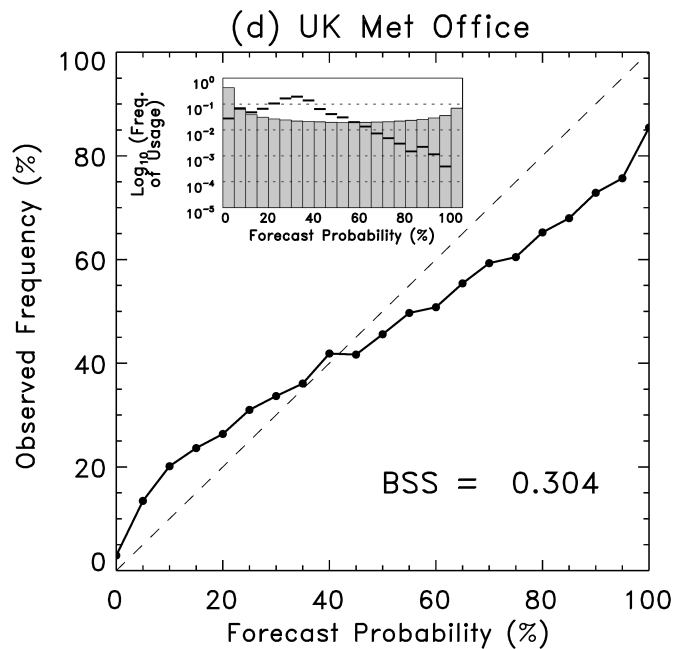 (d) UK Met Office
Observed Frequency (%)
100
80
60
40
20
0
Log10 (Freq.
of Usage)
10^0
10^-1
10^-2
10^-3
10^-4
10^-5
0 20 40 60 80 100
Forecast Probability (%)
BSS = 0.304
0 20 40 60 80 100
Forecast Probability (%)